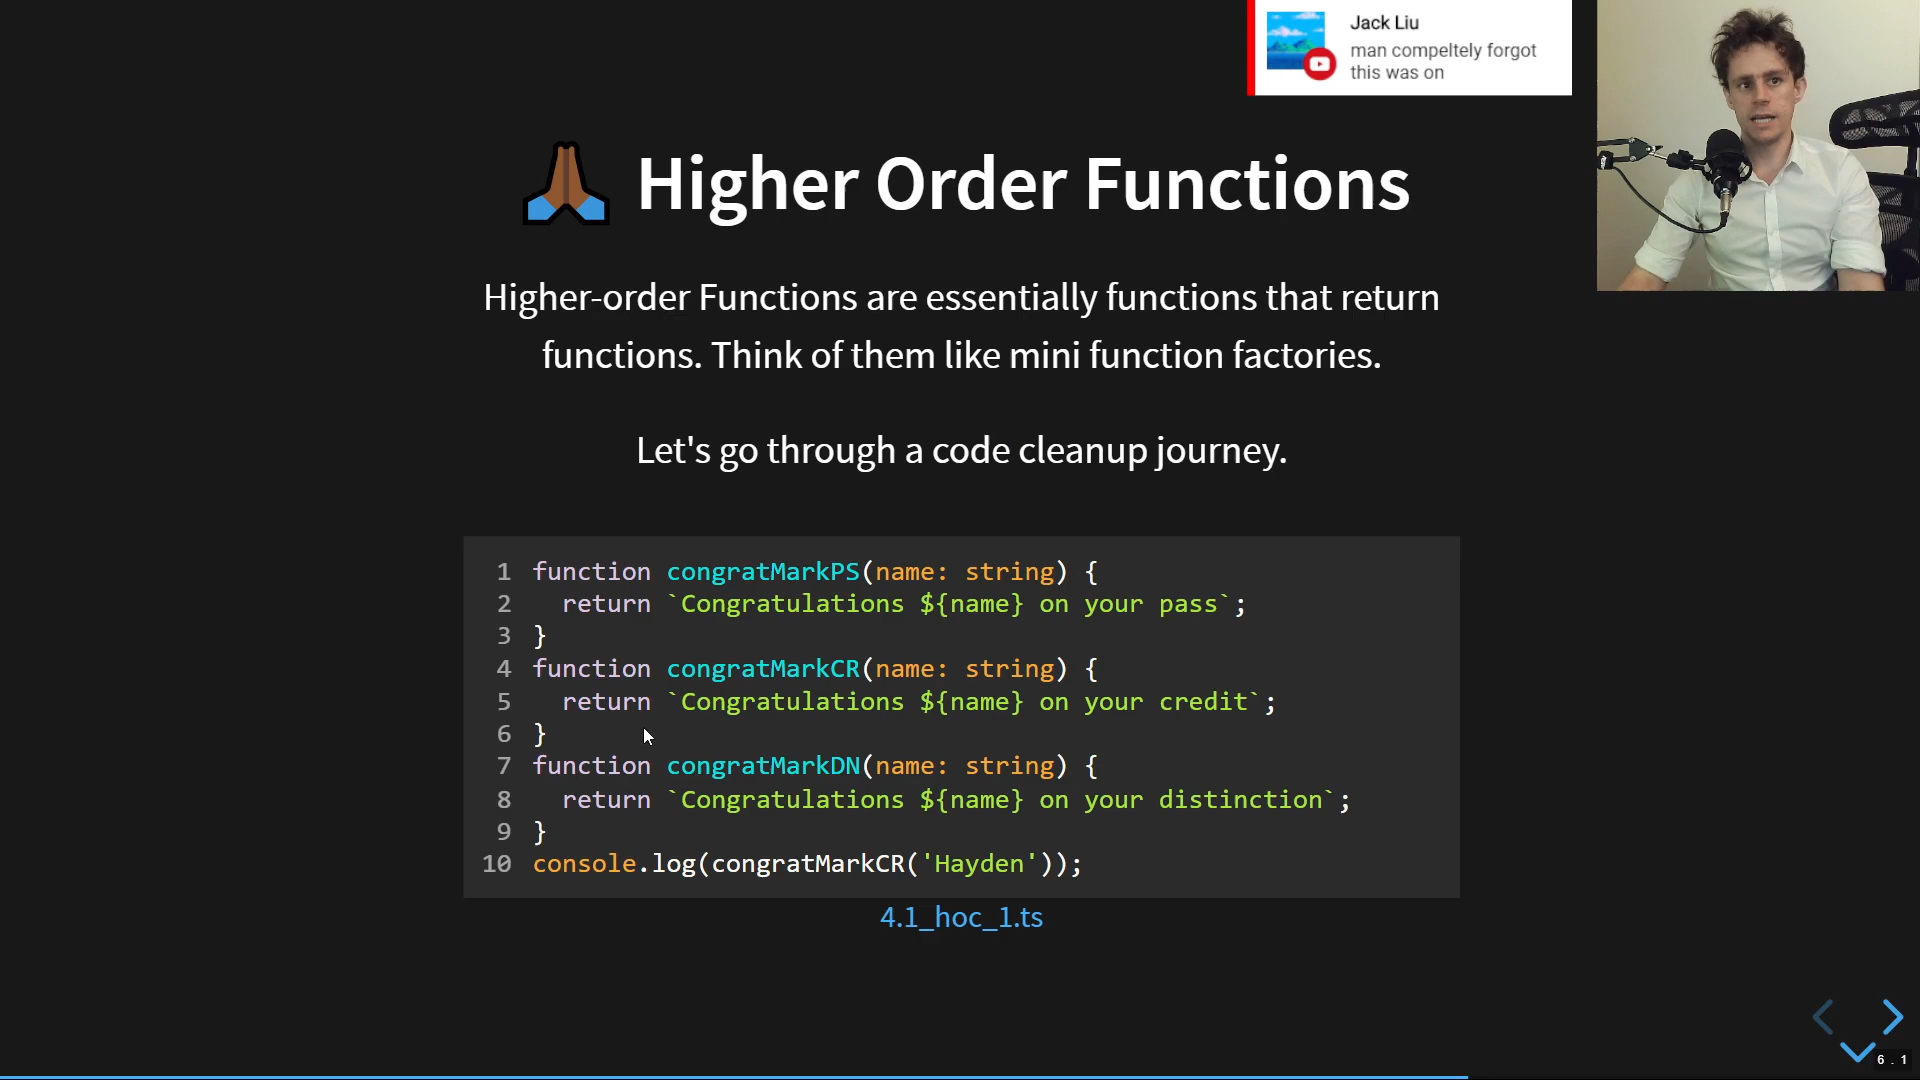 Jack Liu
man compeltely forgot
this was on
Higher Order Functions
Higher-order Functions are essentially functions that return
functions. Think of them like mini function factories.
Let's go through a code cleanup journey.
1 function congratMarkPS(name: string) {
2   return `Congratulations ${name} on your pass`;
3 }
4 function congratMarkCR(name: string) {
5   return `Congratulations ${name} on your credit`;
6 }
7 function congratMarkDN(name: string) {
8   return `Congratulations ${name} on your distinction`;
9 }
10 console.log(congratMarkCR('Hayden'));
4.1_hoc_1.ts
6.1